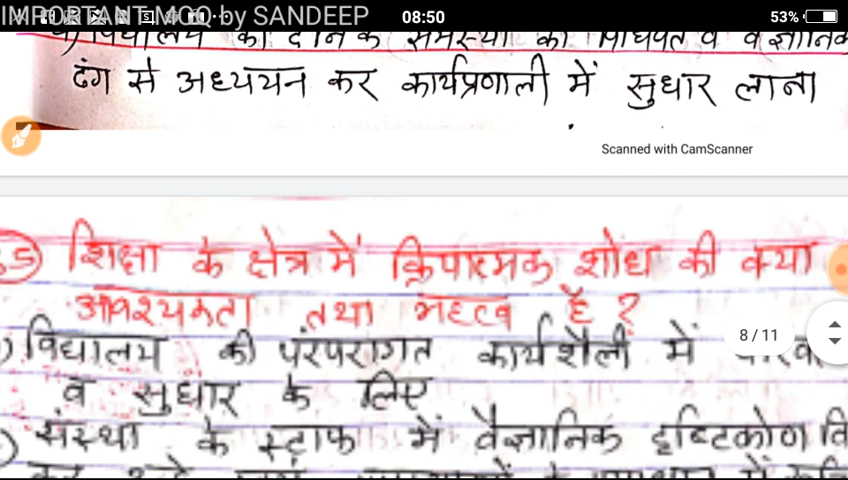 IMPORTANT MCQ by SANDEEP 08:50 53%
की समस्या का व
ढंग से अध्ययन कर कार्यप्रणाली में सुधार लाना
Scanned with CamScanner
शिक्षा के क्षेत्र में क्रियात्मक शोध की क्या
आवश्यकता तथा महत्व है ?
विद्यालय की परंपरागत कार्यशैली में
8 / 11
व सुधार के लिए
संस्था के स्टाफ में वैज्ञानिक दृष्टिकोण वि